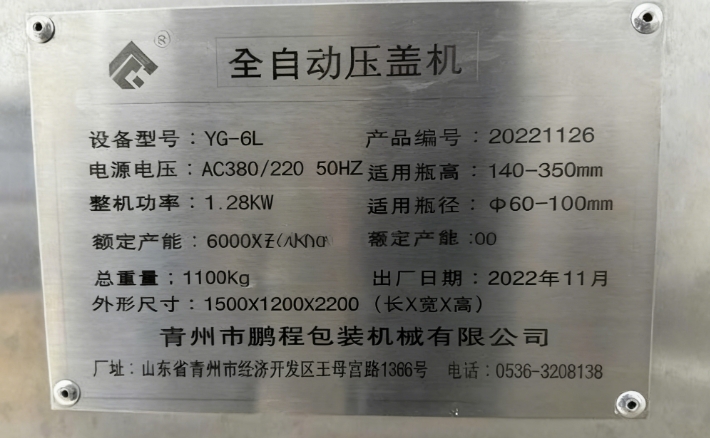 ®
全自动压盖机
设备型号：YG-6L 产品编号：20221126
电源电压：AC380/220 50HZ 适用瓶高：140-350mm
整机功率：1.28KW 适用瓶径：Φ60-100mm
额定产能：6000X 额定产能:00
总重量：1100Kg 出厂日期：2022年11月
外形尺寸：1500X1200X2200（长X宽X高）
青州市鹏程包装机械有限公司
厂址：山东省青州市经济开发区王母宫路1366号 电话：0536-3208138